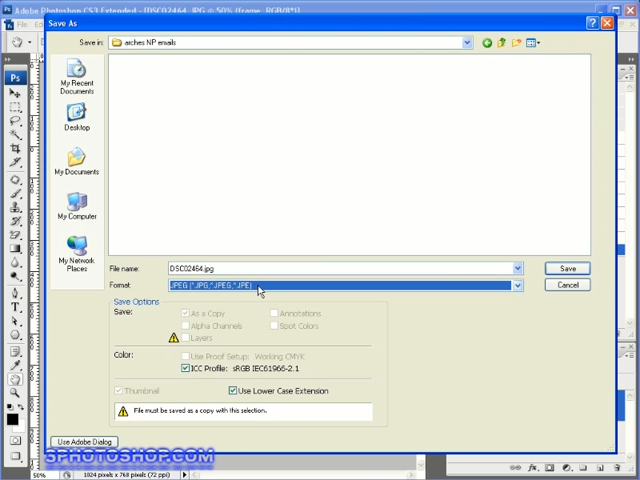 Adobe Photoshop CS3 Extended - [DSC02464.JPG @ 50% (frame, RGB/8*)]
Save As
File
Save in:
arches NP emails
Ps
My Recent
Documents
Desktop
My Documents
My Computer
My Network
Places
File name:
DSC02464.jpg
Save
Format:
JPEG (*.JPG;*.JPEG;*.JPE)
Cancel
Save Options
Save:
As a Copy
Annotations
Alpha Channels
Spot Colors
Layers
Color:
Use Proof Setup: Working CMYK
ICC Profile: sRGB IEC61966-2.1
Thumbnail
Use Lower Case Extension
File must be saved as a copy with this selection.
Use Adobe Dialog
SPHOTOSHOP.COM
50%
1024 pixels x 768 pixels (72 ppi)